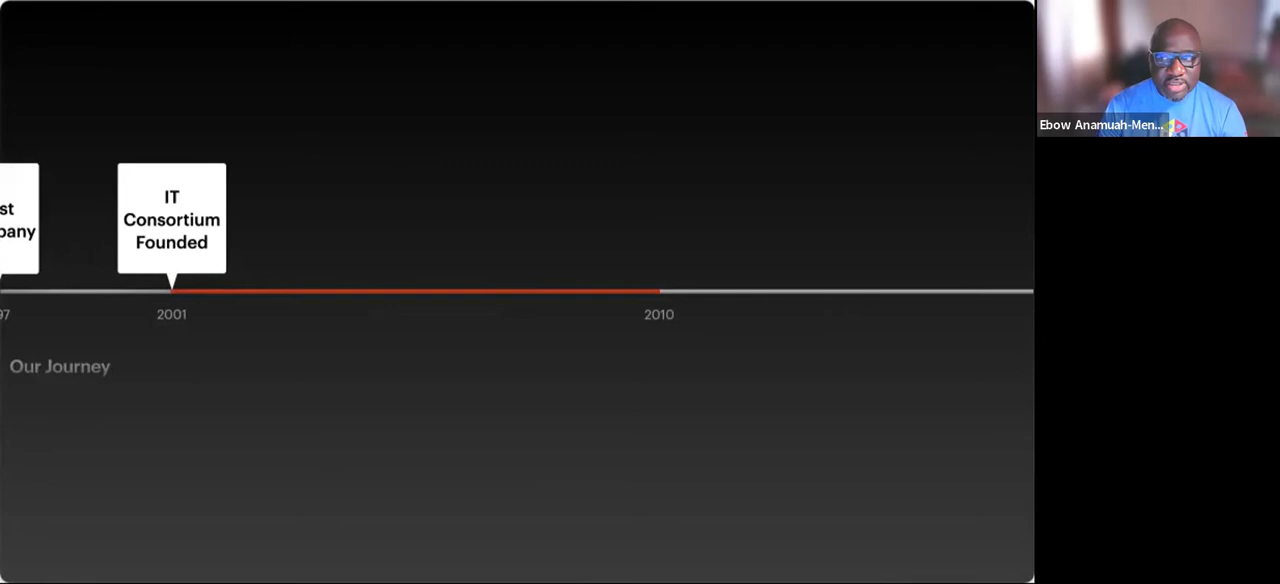 st
pany
IT
Consortium
Founded
97
2001
2010
Our Journey
Ebow Anamuah-Men...